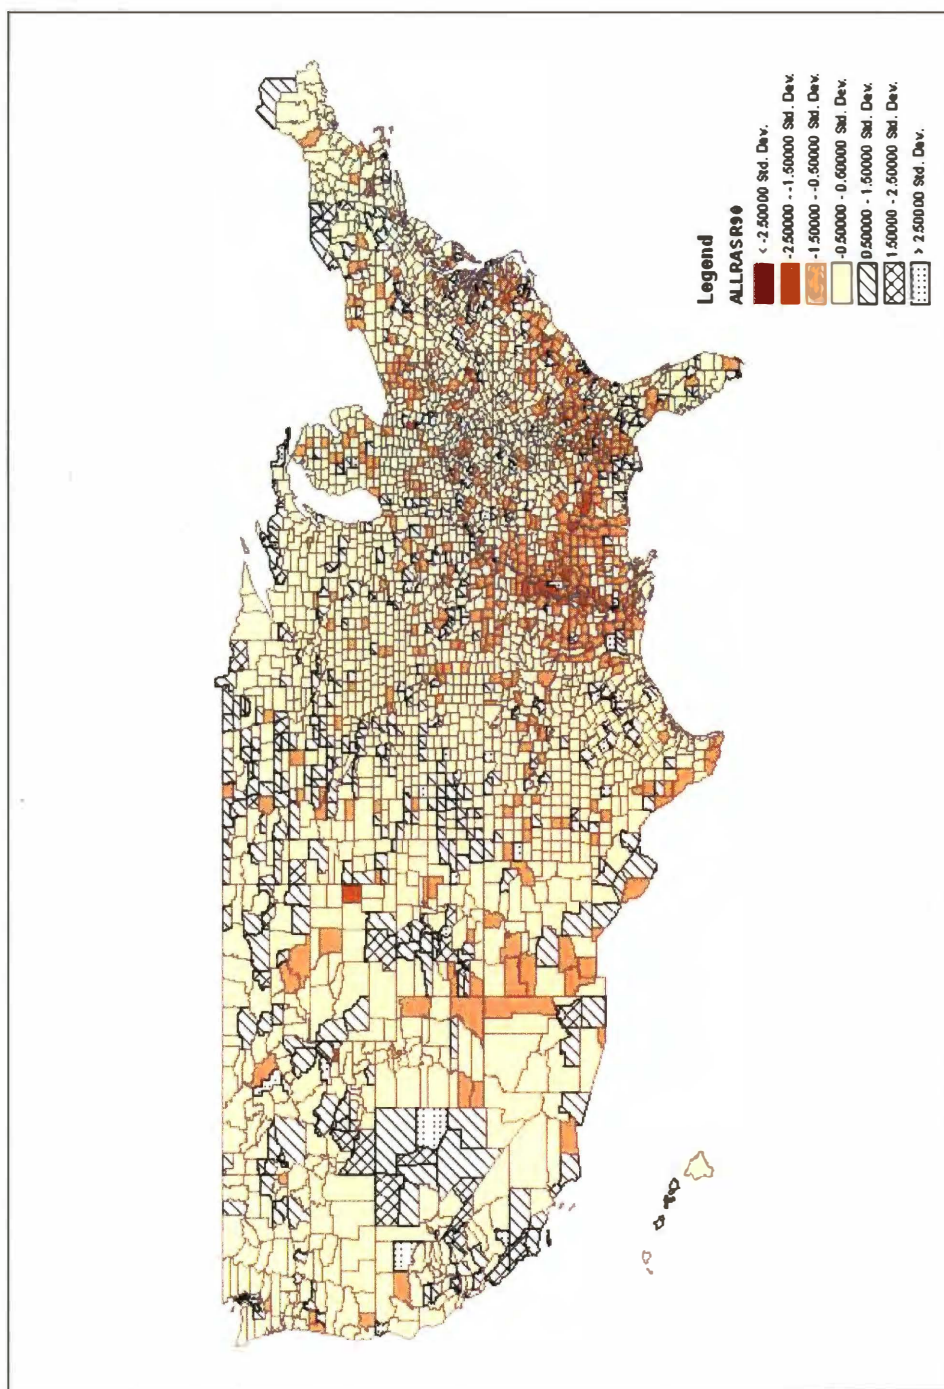 Legend
ALLRASR90
< -2.50000 Std. Dev.
-2.50000 - -1.50000 Std. Dev.
-1.50000 - -0.50000 Std. Dev.
-0.50000 - 0.50000 Std. Dev.
0.50000 - 1.50000 Std. Dev.
1.50000 - 2.50000 Std. Dev.
> 2.50000 Std. Dev.